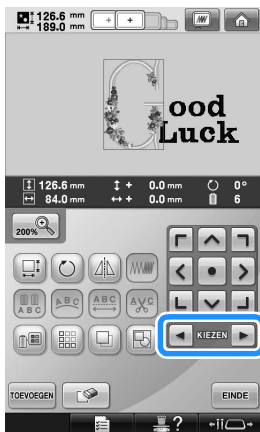 126.6 mm
189.0 mm
G
ood
Luck
126.6 mm + 0.0 mm 0°
84.0 mm + 0.0 mm 6
200%
A B C
A B C
A B C
KIEZEN
TOEVOEGEN
EINDE
?